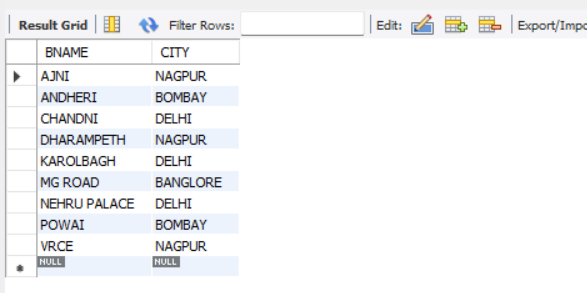 Result Grid Filter Rows: Edit: Export/Impo
BNAME CITY
AJNI NAGPUR
ANDHERI BOMBAY
CHANDNI DELHI
DHARAMPETH NAGPUR
KAROLBAGH DELHI
MG ROAD BANGLORE
NEHRU PALACE DELHI
POWAI BOMBAY
VRCE NAGPUR
NULL NULL